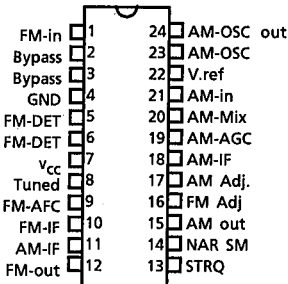 FM-in 1 24 AM-OSC out
Bypass 2 23 AM-OSC
Bypass 3 22 V.ref
GND 4 21 AM-in
FM-DET 5 20 AM-Mix
FM-DET 6 19 AM-AGC
VCC 7 18 AM-IF
Tuned 8 17 AM Adj.
FM-AFC 9 16 FM Adj
FM-IF 10 15 AM out
AM-IF 11 14 NAR SM
FM-out 12 13 STRQ